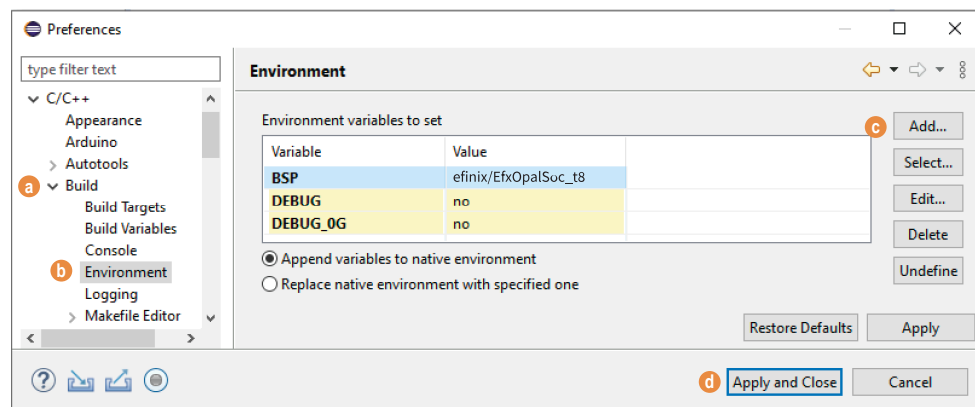 Preferences
type filter text
Environment
C/C++
Appearance
Arduino
Autotools
a Build
Build Targets
Build Variables
Console
b Environment
Logging
Makefile Editor
Environment variables to set
Variable Value
BSP efinix/EfxOpalSoc_t8
DEBUG no
DEBUG_0G no
c Add...
Select...
Edit...
Delete
Undefine
Append variables to native environment
Replace native environment with specified one
Restore Defaults Apply
? d Apply and Close Cancel